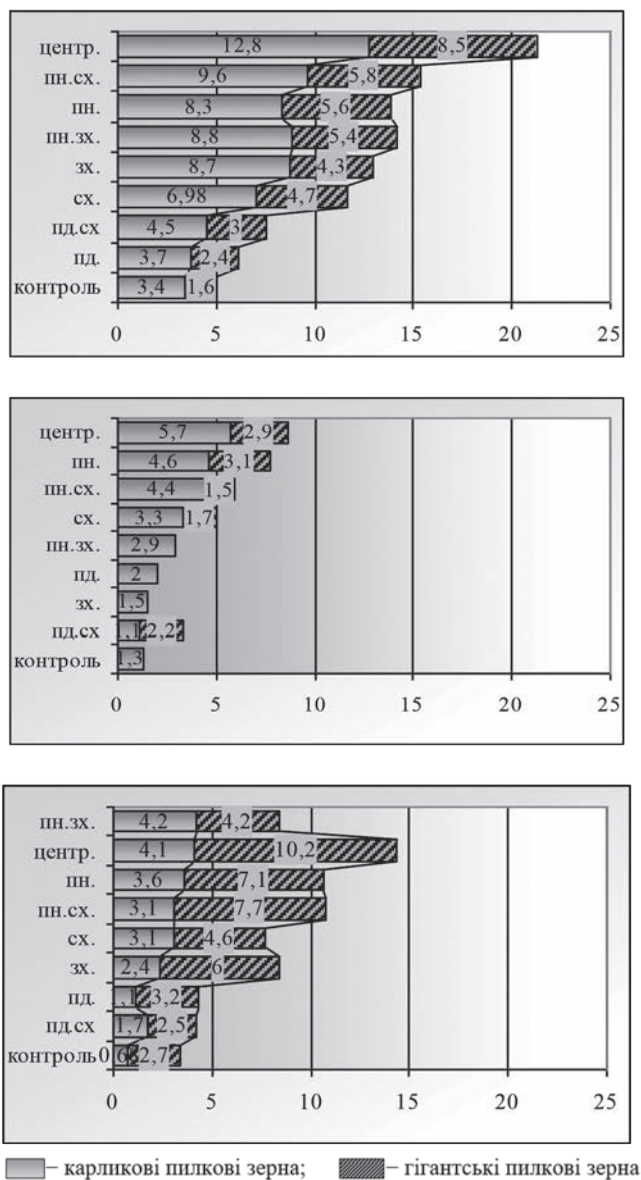 центр. 12,8 8,5
пн.сх. 9,6 5,8
пн. 8,3 5,6
пн.зх. 8,8 5,4
зх. 8,7 4,3
сх. 6,98 4,7
пд.сх 4,5 3
пд. 3,7 2,4
контроль 3,4 1,6
0 5 10 15 20 25
центр. 5,7 2,9
пн. 4,6 3,1
пн.сх. 4,4 1,5
сх. 3,3 1,7
пн.зх. 2,9
пд. 2
зх. 1,5
пд.сх 1,1 2,2
контроль 1,3
0 5 10 15 20 25
пн.зх. 4,2 4,2
центр. 4,1 10,2
пн. 3,6 7,1
пн.сх. 3,1 7,7
сх. 3,1 4,6
зх. 2,4 6
пд. 1,1 3,2
пд.сх 1,7 2,5
контроль 0,6 2,7
0 5 10 15 20 25
– карликові пилкові зерна; – гігантські пилкові зерна